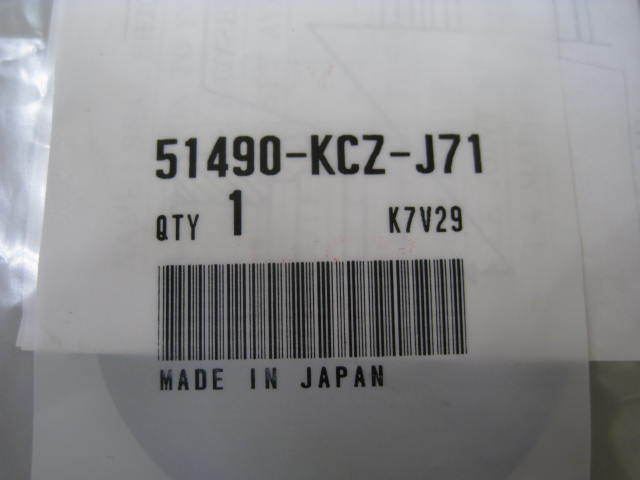 51490-KCZ-J71
QTY 1 K7V29
MADE IN JAPAN